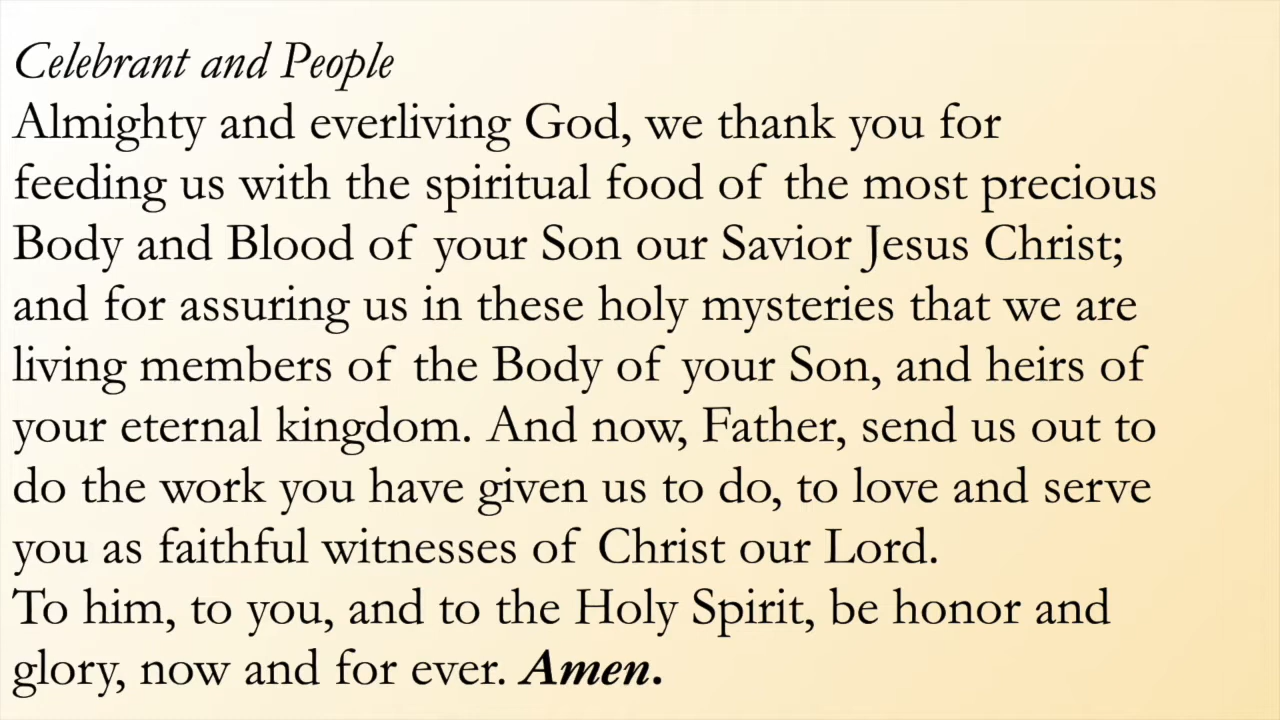 Celebrant and People
Almighty and everliving God, we thank you for
feeding us with the spiritual food of the most precious
Body and Blood of your Son our Savior Jesus Christ;
and for assuring us in these holy mysteries that we are
living members of the Body of your Son, and heirs of
your eternal kingdom. And now, Father, send us out to
do the work you have given us to do, to love and serve
you as faithful witnesses of Christ our Lord.
To him, to you, and to the Holy Spirit, be honor and
glory, now and for ever. Amen.